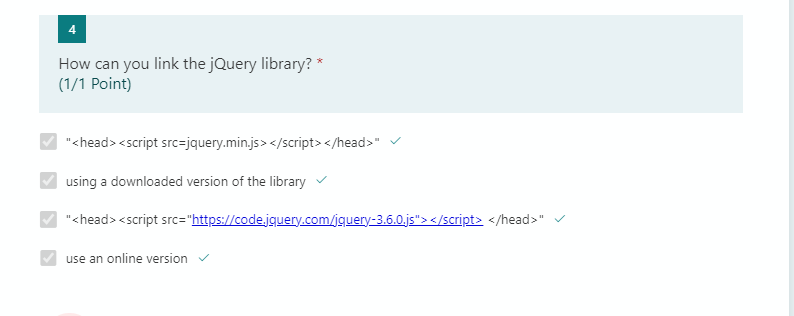 4
How can you link the jQuery library? *
(1/1 Point)
"<head><script src=jquery.min.js></script></head>"
using a downloaded version of the library
"<head><script src="https://code.jquery.com/jquery-3.6.0.js"></script> </head>"
use an online version